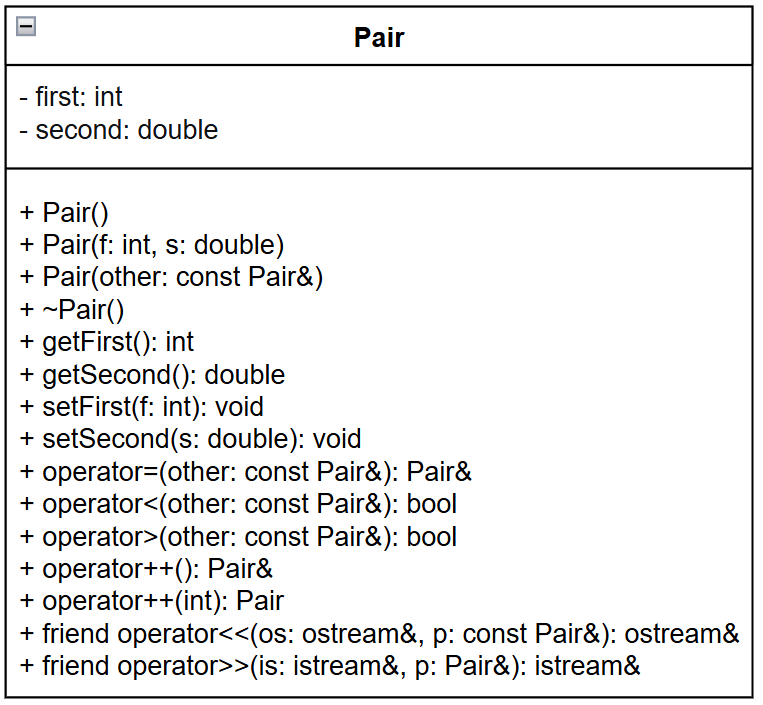 Pair
- first: int
- second: double
+ Pair()
+ Pair(f: int, s: double)
+ Pair(other: const Pair&)
+ ~Pair()
+ getFirst(): int
+ getSecond(): double
+ setFirst(f: int): void
+ setSecond(s: double): void
+ operator=(other: const Pair&): Pair&
+ operator<(other: const Pair&): bool
+ operator>(other: const Pair&): bool
+ operator++(): Pair&
+ operator++(int): Pair
+ friend operator<<(os: ostream&, p: const Pair&): ostream&
+ friend operator>>(is: istream&, p: Pair&): istream&